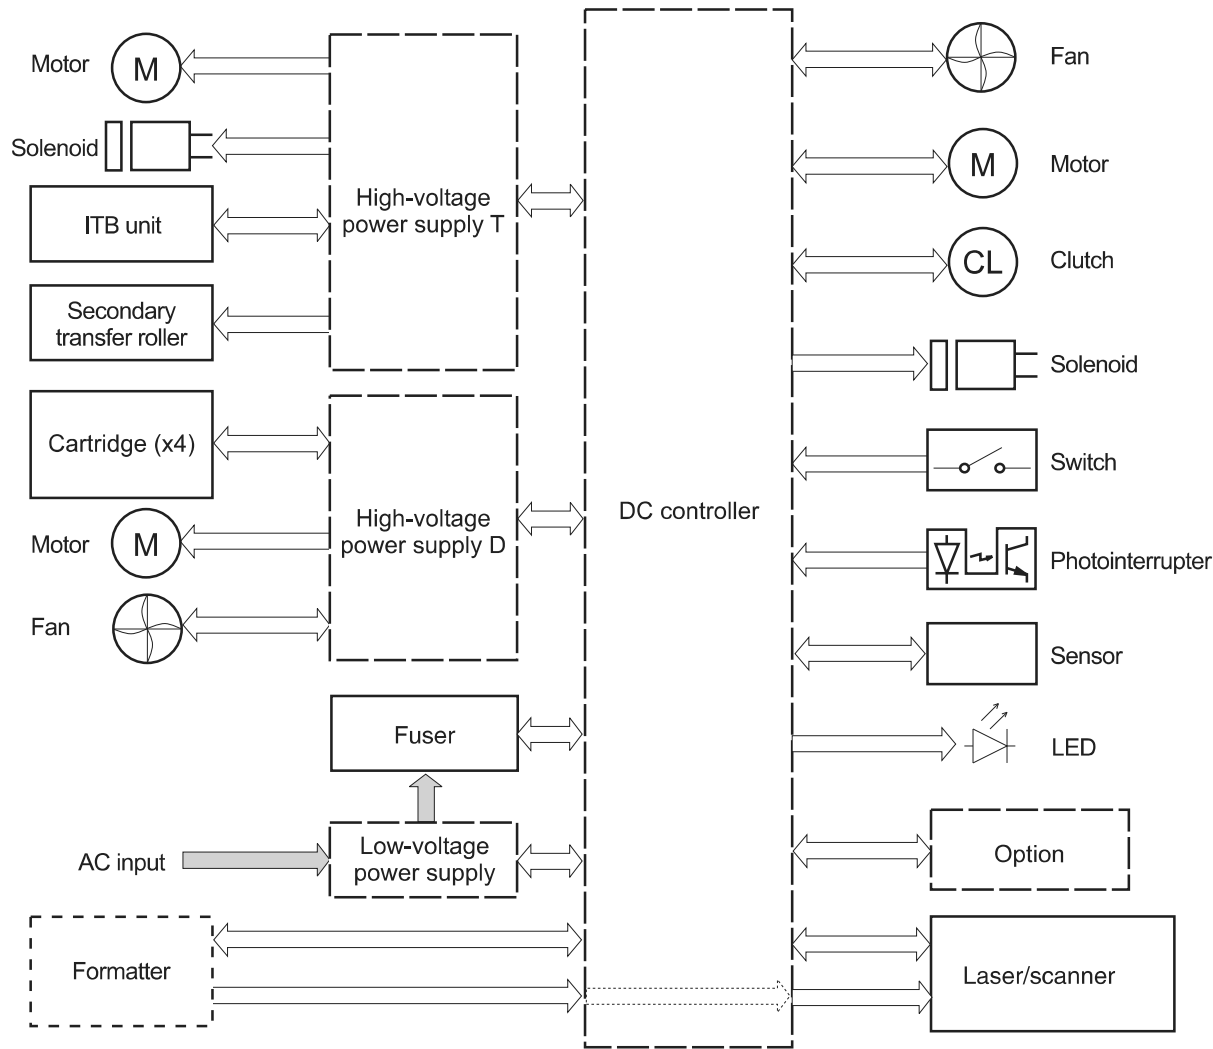 Motor
M
Solenoid
ITB unit
Secondary
transfer roller
High-voltage
power supply T
Cartridge (x4)
Motor
M
Fan
High-voltage
power supply D
Fuser
AC input
Low-voltage
power supply
Formatter
DC controller
Fan
M
Motor
CL
Clutch
Solenoid
Switch
Photointerrupter
Sensor
LED
Option
Laser/scanner